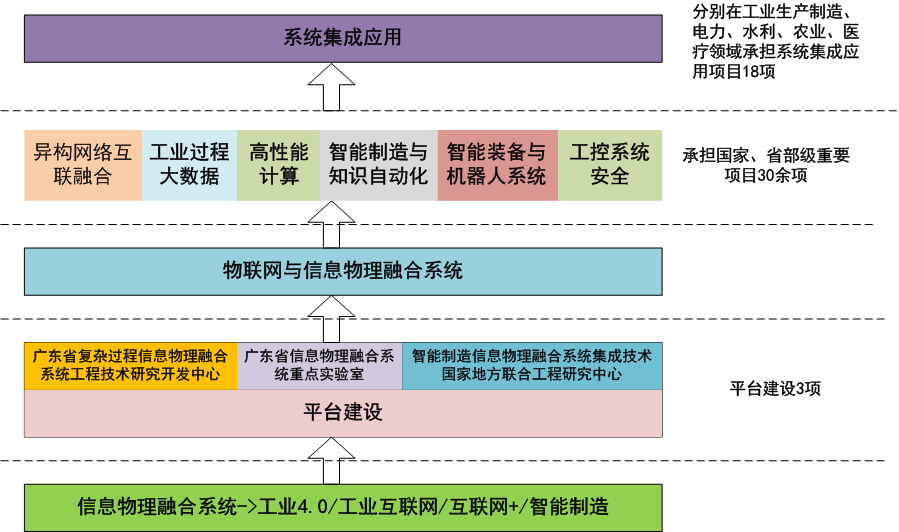 系统集成应用
分别在工业生产制造、
电力、水利、农业、医
疗领域承担系统集成应
用项目18项
异构网络互
联融合
工业过程
大数据
高性能
计算
智能制造与
知识自动化
智能装备与
机器人系统
工控系统
安全
承担国家、省部级重要
项目30余项
物联网与信息物理融合系统
广东省复杂过程信息物理融合
系统工程技术研究开发中心
广东省信息物理融合系
统重点实验室
智能制造信息物理融合系统集成技术
国家地方联合工程研究中心
平台建设
平台建设3项
信息物理融合系统->工业4.0/工业互联网/互联网+/智能制造